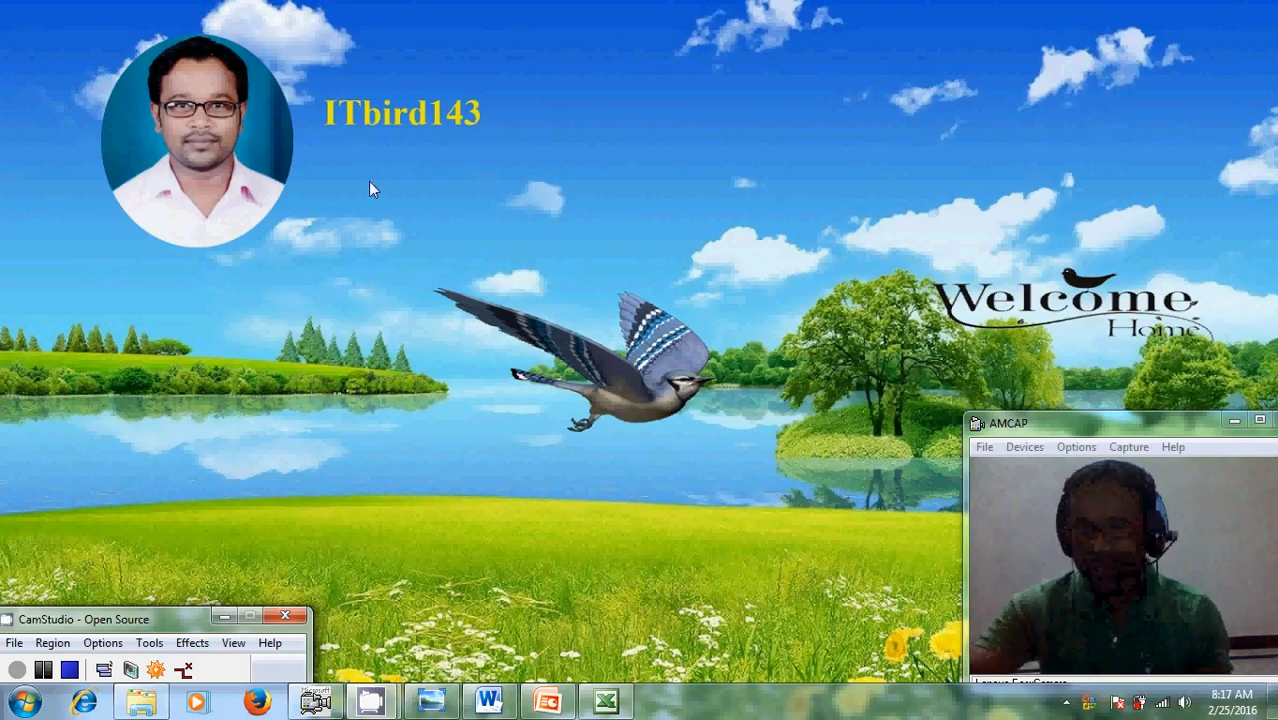 ITbird143
Welcome
Home
AMCAP
File Devices Options Capture Help
CamStudio - Open Source
File Region Options Tools Effects View Help
Microsoft
8:17 AM
2/25/2016